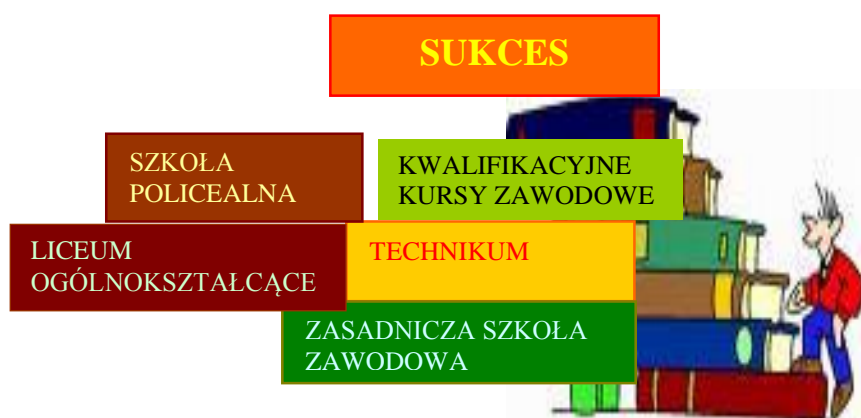 SUKCES
SZKOŁA
POLICEALNA
KWALIFIKACYJNE
KURSY ZAWODOWE
LICEUM
OGÓLNOKSZTAŁCĄCE
TECHNIKUM
ZASADNICZA SZKOŁA
ZAWODOWA